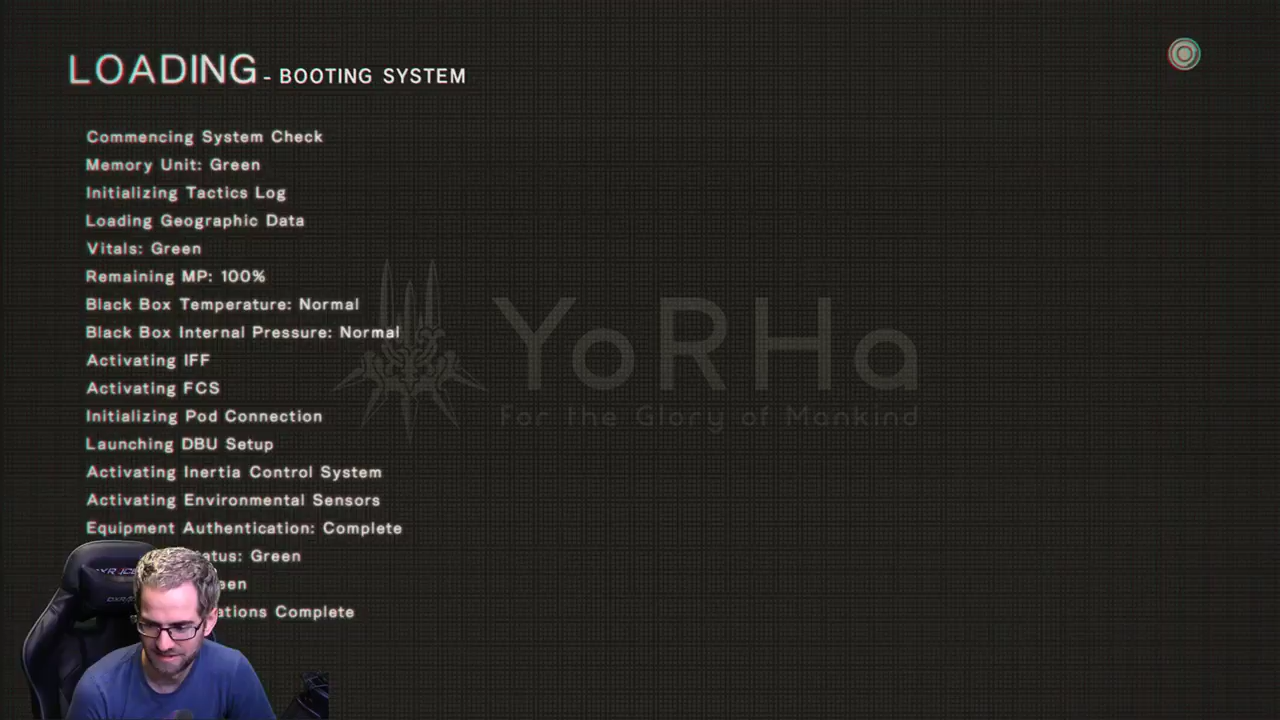 LOADING - BOOTING SYSTEM
Commencing System Check
Memory Unit: Green
Initializing Tactics Log
Loading Geographic Data
Vitals: Green
Remaining MP: 100%
Black Box Temperature: Normal
Black Box Internal Pressure: Normal
Activating IFF
Activating FCS
Initializing Pod Connection
Launching DBU Setup
Activating Inertia Control System
Activating Environmental Sensors
Equipment Authentication: Complete
Green
Complete
YoRHa
For the Glory of Mankind